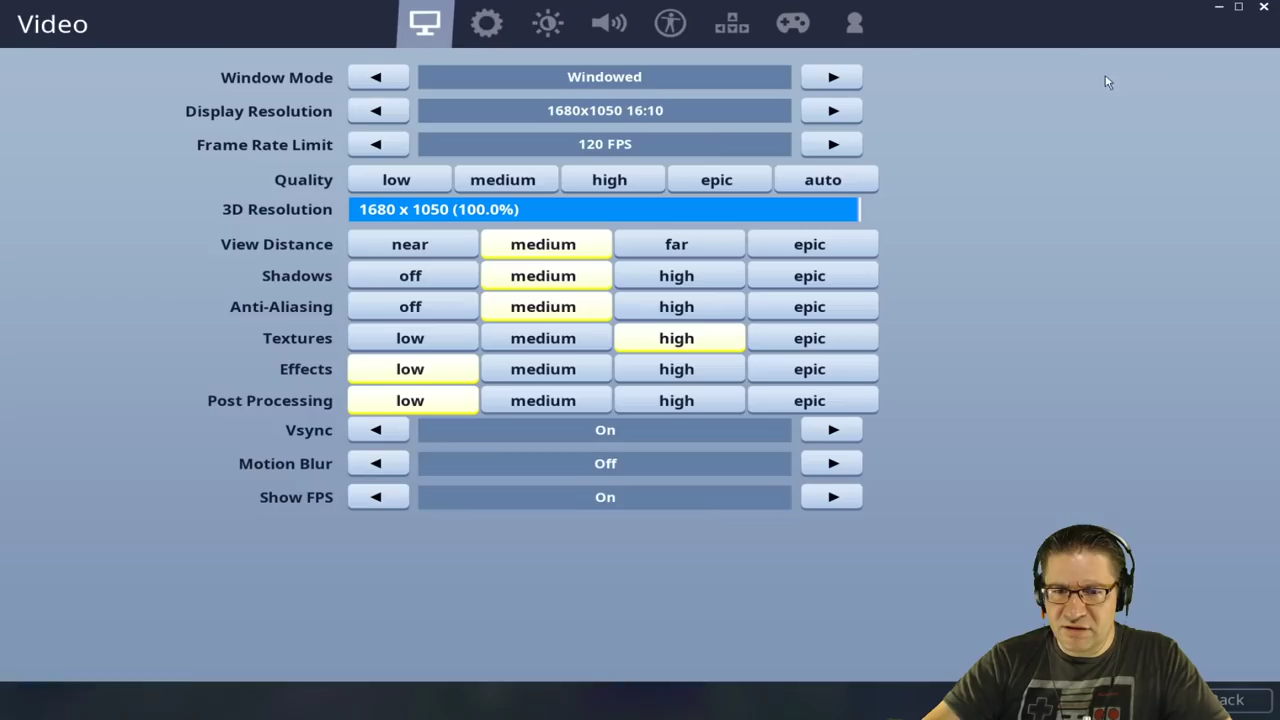 Video
Window Mode ◀ Windowed ▶
Display Resolution ◀ 1680x1050 16:10 ▶
Frame Rate Limit ◀ 120 FPS ▶
Quality low medium high epic auto
3D Resolution 1680 x 1050 (100.0%)
View Distance near medium far epic
Shadows off medium high epic
Anti-Aliasing off medium high epic
Textures low medium high epic
Effects low medium high epic
Post Processing low medium high epic
Vsync ◀ On ▶
Motion Blur ◀ Off ▶
Show FPS ◀ On ▶